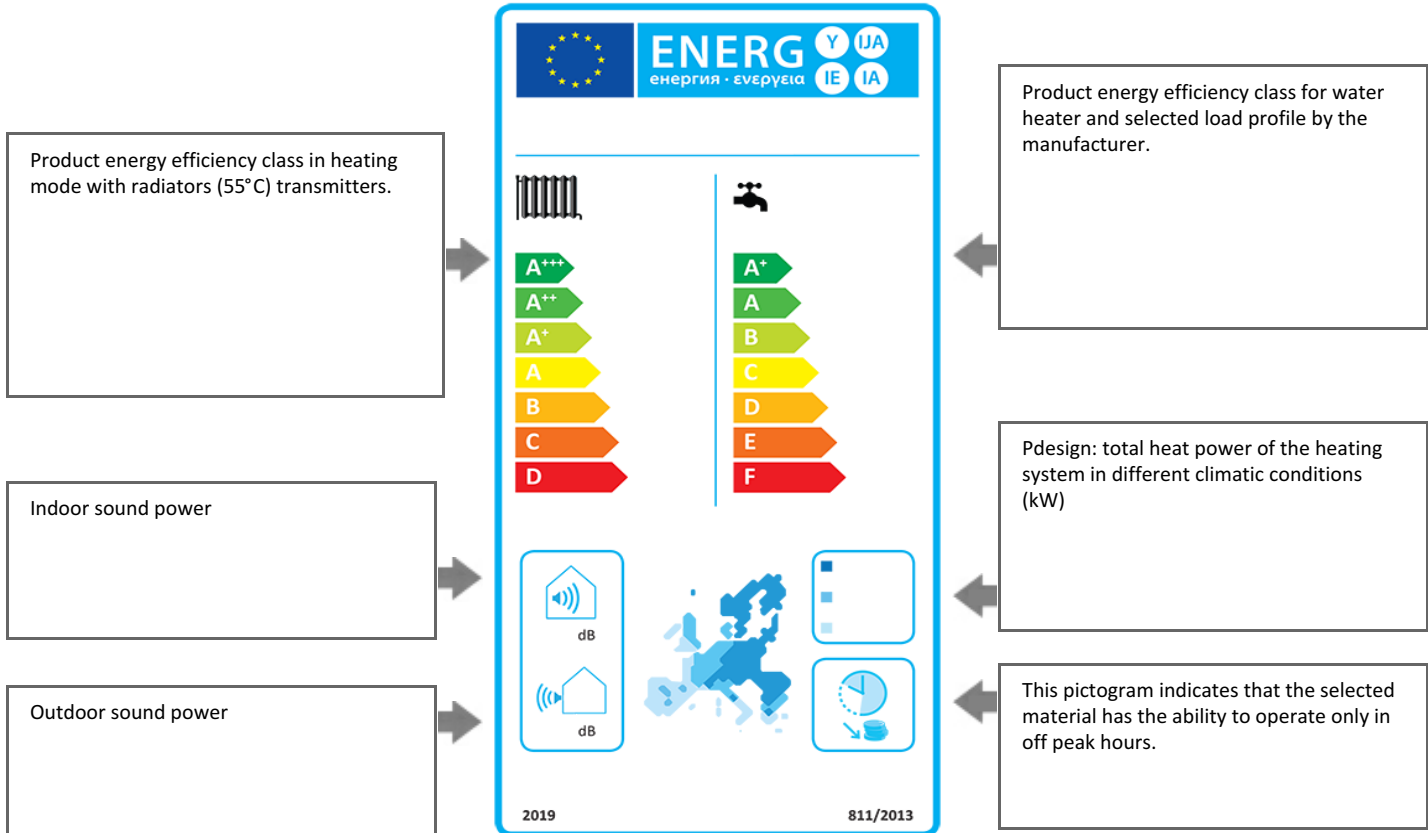 ENERG Y IJA
енергия · ενεργεια IE IA
Product energy efficiency class in heating
mode with radiators (55°C) transmitters.
Indoor sound power
Outdoor sound power
A+++
A++
A+
A
B
C
D
A+
A
B
C
D
E
F
dB
dB
2019
811/2013
Product energy efficiency class for water
heater and selected load profile by the
manufacturer.
Pdesign: total heat power of the heating
system in different climatic conditions
(kW)
This pictogram indicates that the selected
material has the ability to operate only in
off peak hours.